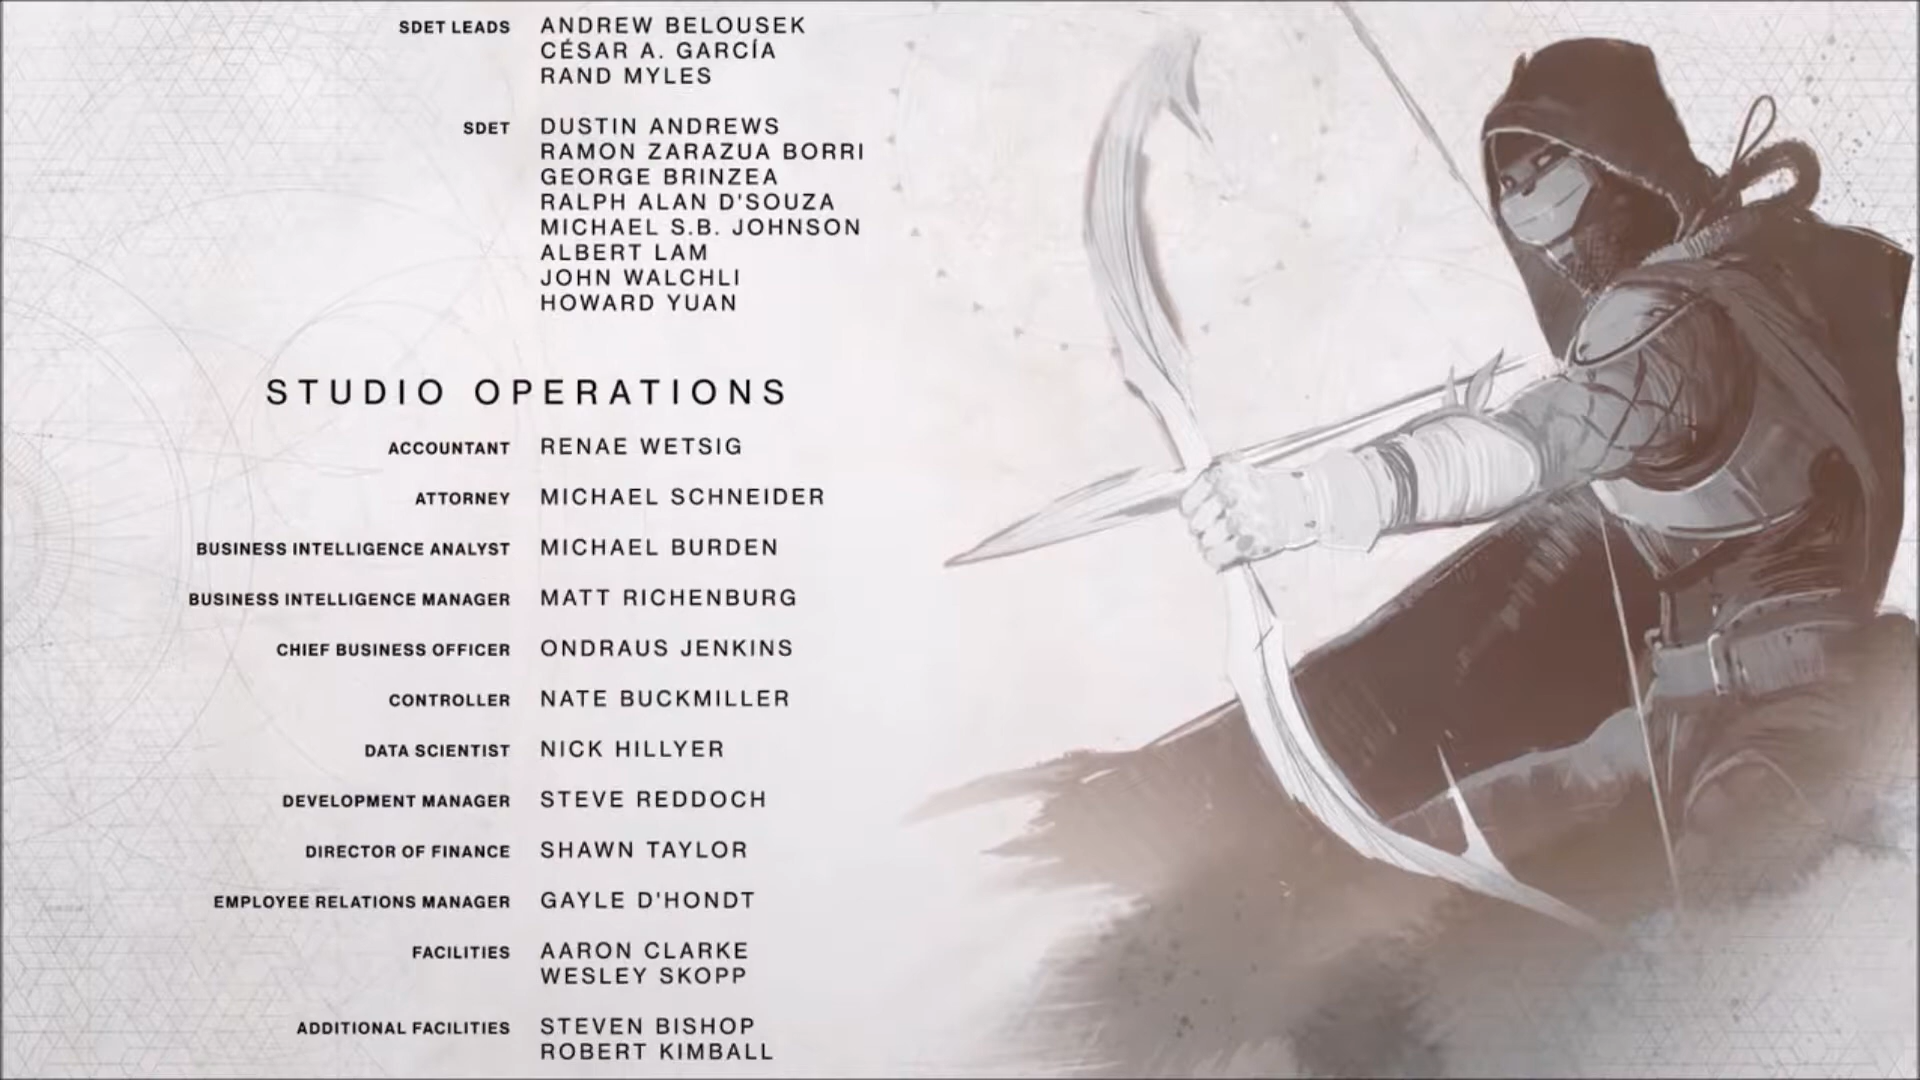 SDET LEADS ANDREW BELOUSEK
CÉSAR A. GARCÍA
RAND MYLES
SDET DUSTIN ANDREWS
RAMON ZARAZUA BORRI
GEORGE BRINZEA
RALPH ALAN D'SOUZA
MICHAEL S.B. JOHNSON
ALBERT LAM
JOHN WALCHLI
HOWARD YUAN
STUDIO OPERATIONS
ACCOUNTANT RENAE WETSIG
ATTORNEY MICHAEL SCHNEIDER
BUSINESS INTELLIGENCE ANALYST MICHAEL BURDEN
BUSINESS INTELLIGENCE MANAGER MATT RICHENBURG
CHIEF BUSINESS OFFICER ONDRAUS JENKINS
CONTROLLER NATE BUCKMILLER
DATA SCIENTIST NICK HILLYER
DEVELOPMENT MANAGER STEVE REDDOCH
DIRECTOR OF FINANCE SHAWN TAYLOR
EMPLOYEE RELATIONS MANAGER GAYLE D'HONDT
FACILITIES AARON CLARKE
WESLEY SKOPP
ADDITIONAL FACILITIES STEVEN BISHOP
ROBERT KIMBALL